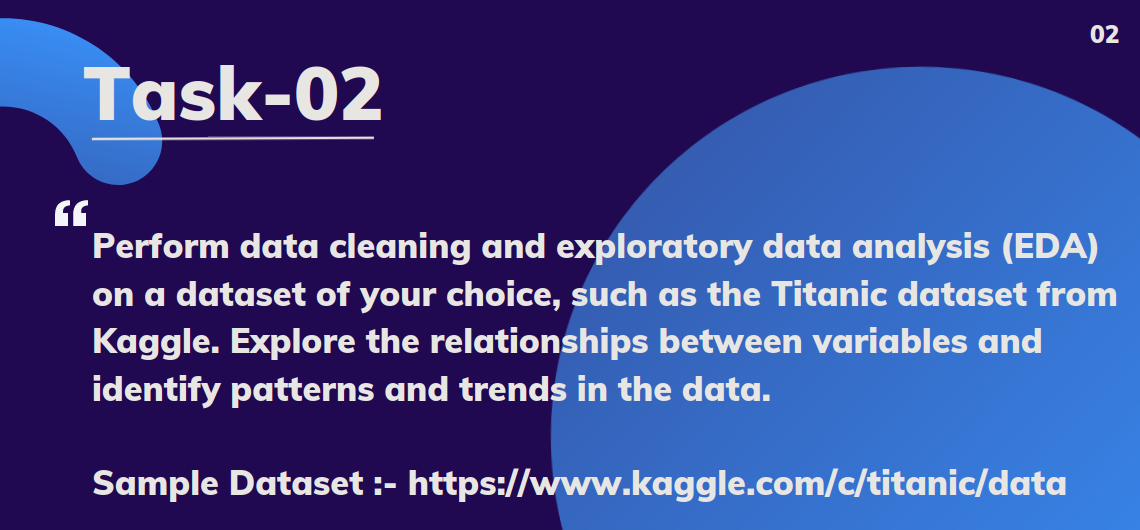 02
Task-02
“
Perform data cleaning and exploratory data analysis (EDA)
on a dataset of your choice, such as the Titanic dataset from
Kaggle. Explore the relationships between variables and
identify patterns and trends in the data.
Sample Dataset :- https://www.kaggle.com/c/titanic/data